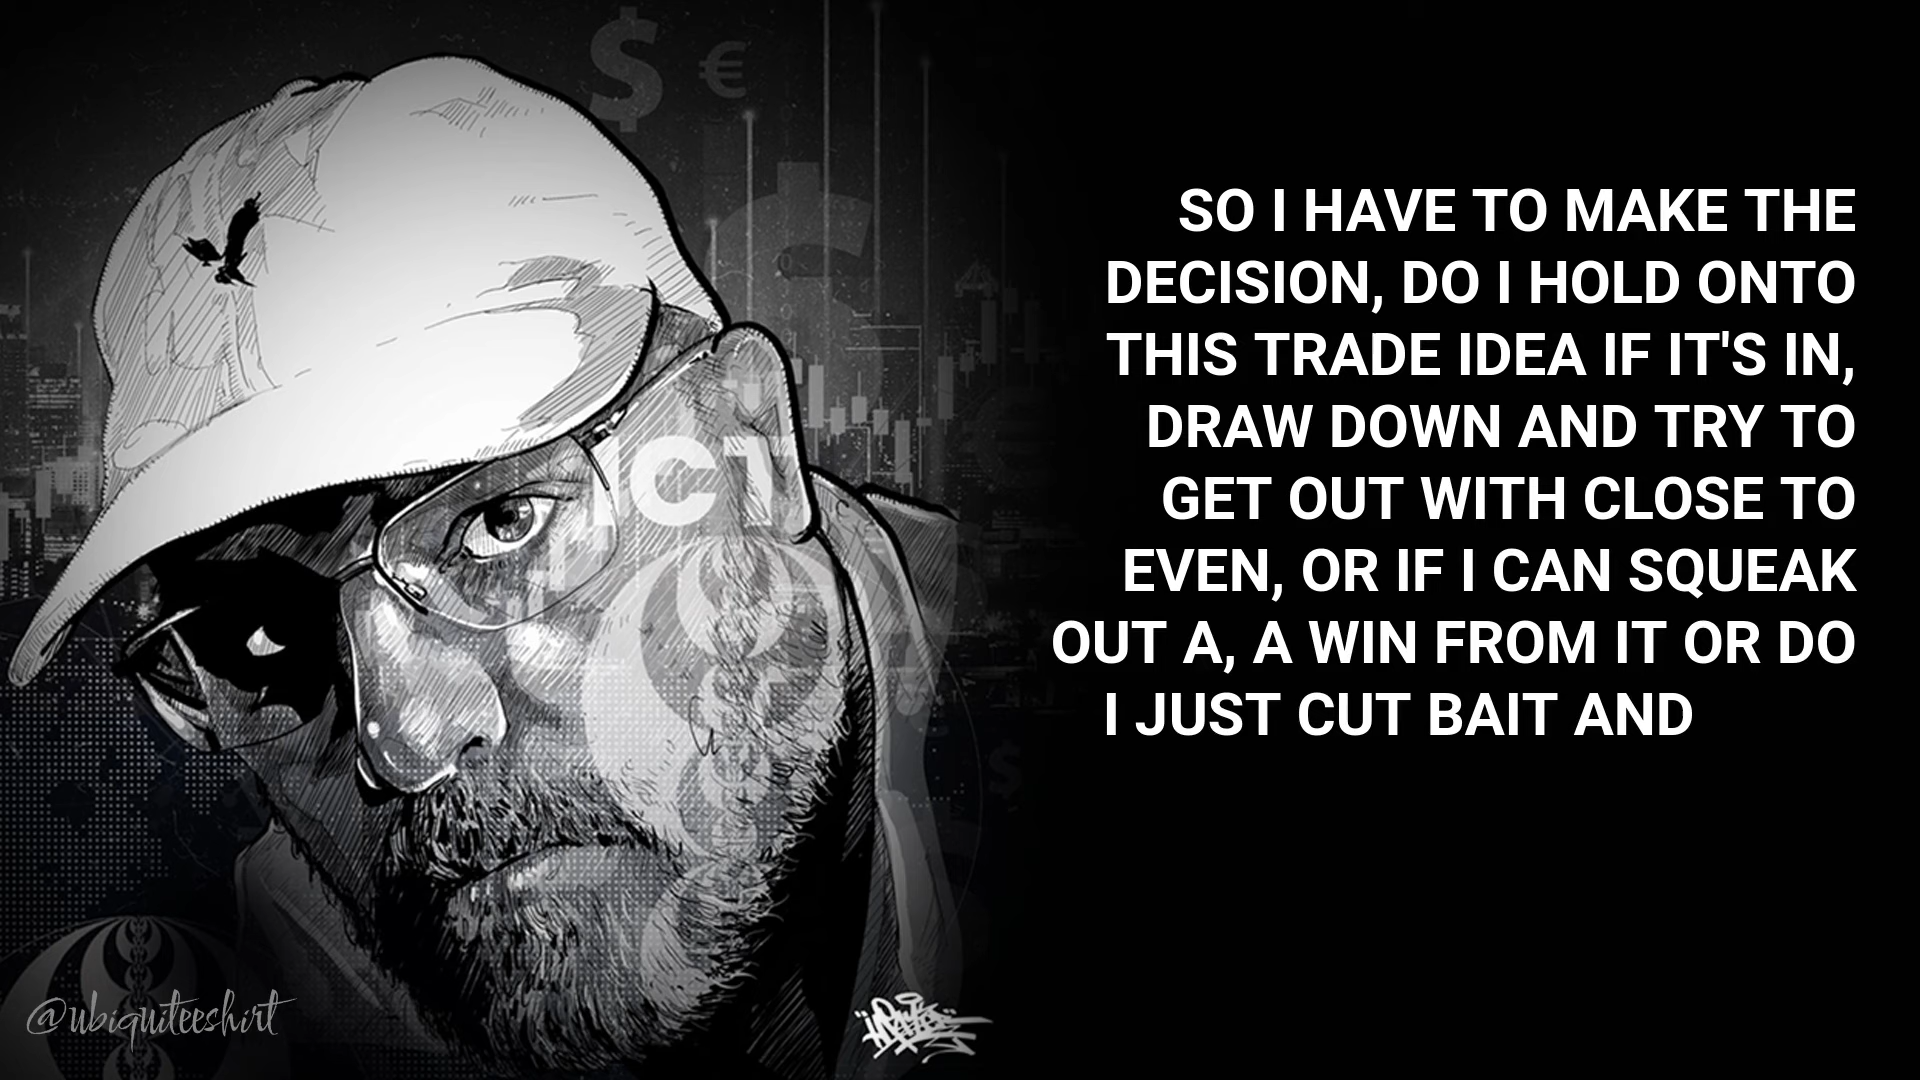 SO I HAVE TO MAKE THE
DECISION, DO I HOLD ONTO
THIS TRADE IDEA IF IT'S IN,
DRAW DOWN AND TRY TO
GET OUT WITH CLOSE TO
EVEN, OR IF I CAN SQUEAK
OUT A, A WIN FROM IT OR DO
I JUST CUT BAIT AND
ICT
@ubiquiteeshirt